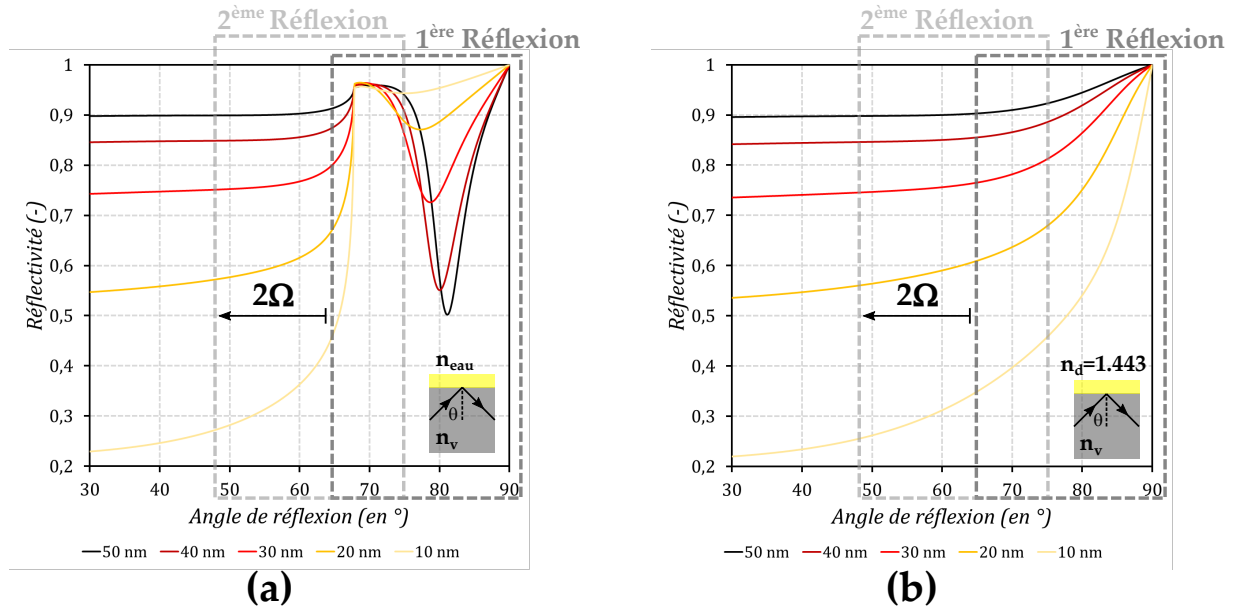 2ème Réflexion
1ère Réflexion
1
0,9
0,8
0,7
0,6
0,5
0,4
0,3
0,2
Réflectivité (-)
2Ω
neau
θ
nv
30 40 50 60 70 80 90
Angle de réflexion (en °)
50 nm 40 nm 30 nm 20 nm 10 nm
(a)
2ème Réflexion
1ère Réflexion
1
0,9
0,8
0,7
0,6
0,5
0,4
0,3
0,2
Réflectivité (-)
2Ω
nd=1.443
θ
nv
30 40 50 60 70 80 90
Angle de réflexion (en °)
50 nm 40 nm 30 nm 20 nm 10 nm
(b)